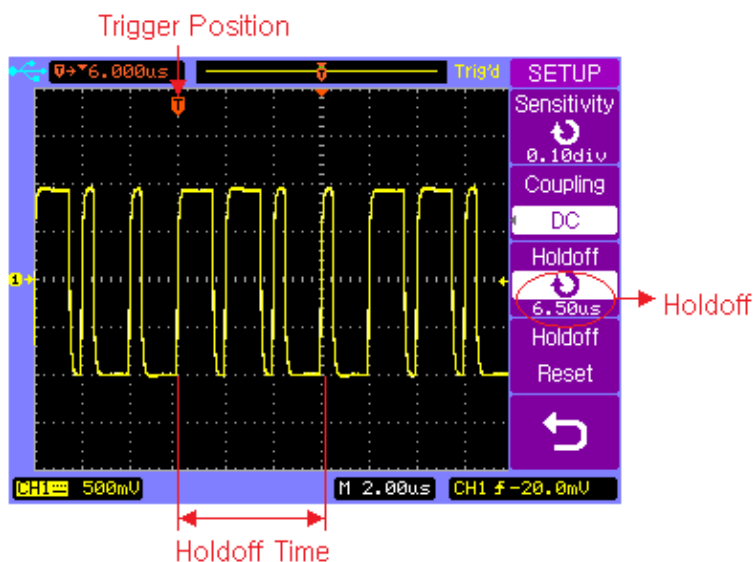 Trigger Position
6.000us
T
Trig'd
SETUP
T
Sensitivity
0.10div
Coupling
DC
Holdoff
1
6.50us
Holdoff
Holdoff
Reset
CH1 500mV
M 2.00us
CH1 -20.0mV
Holdoff Time